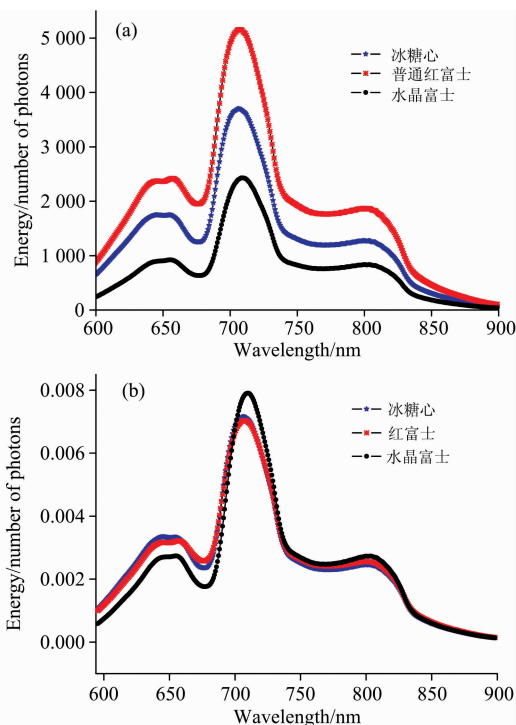 (a)
冰糖心
普通红富士
水晶富士
Energy/number of photons
5 000
4 000
3 000
2 000
1 000
0
600 650 700 750 800 850 900
Wavelength/nm
(b)
冰糖心
红富士
水晶富士
Energy/number of photons
0.008
0.006
0.004
0.002
0.000
600 650 700 750 800 850 900
Wavelength/nm